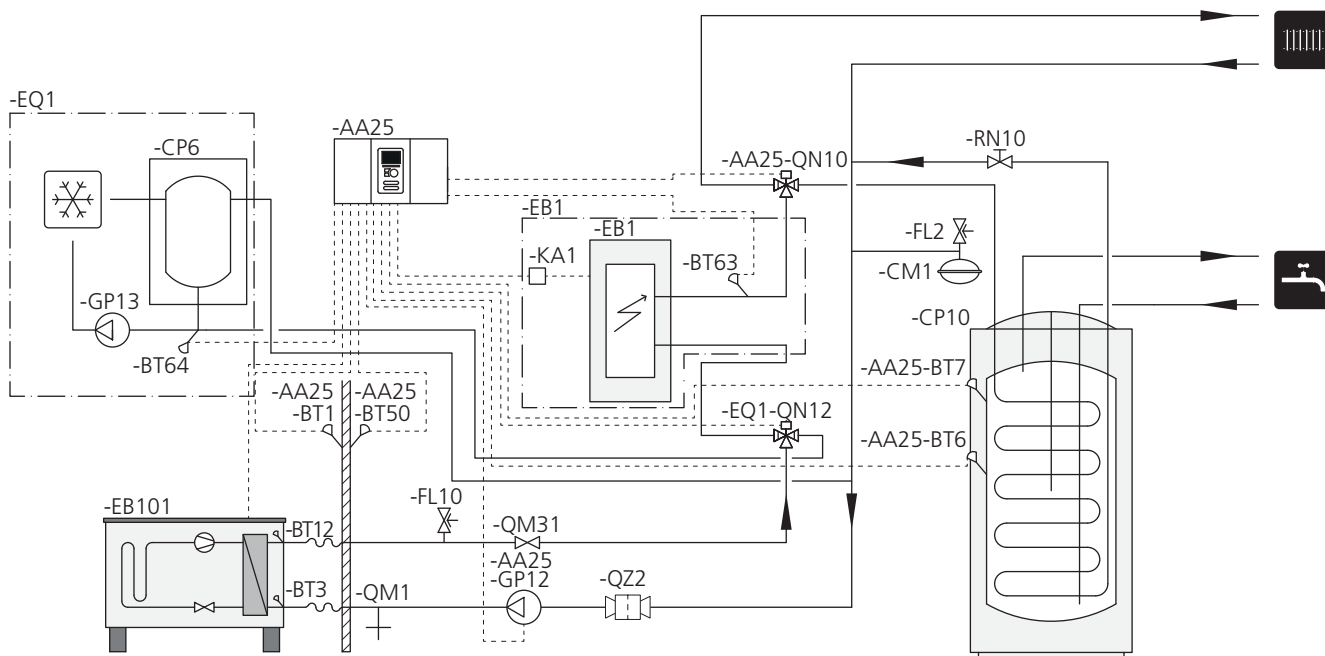 -EQ1
-CP6
-GP13
-BT64
-AA25
-EB1
-EB1
-KA1
-BT63
-AA25-QN10
-RN10
-FL2
-CM1
-CP10
-AA25-BT7
-AA25-BT6
-EQ1-QN12
-AA25
-BT1
-AA25
-BT50
-EB101
-BT12
-BT3
-FL10
-QM31
-AA25
-GP12
-QM1
-QZ2